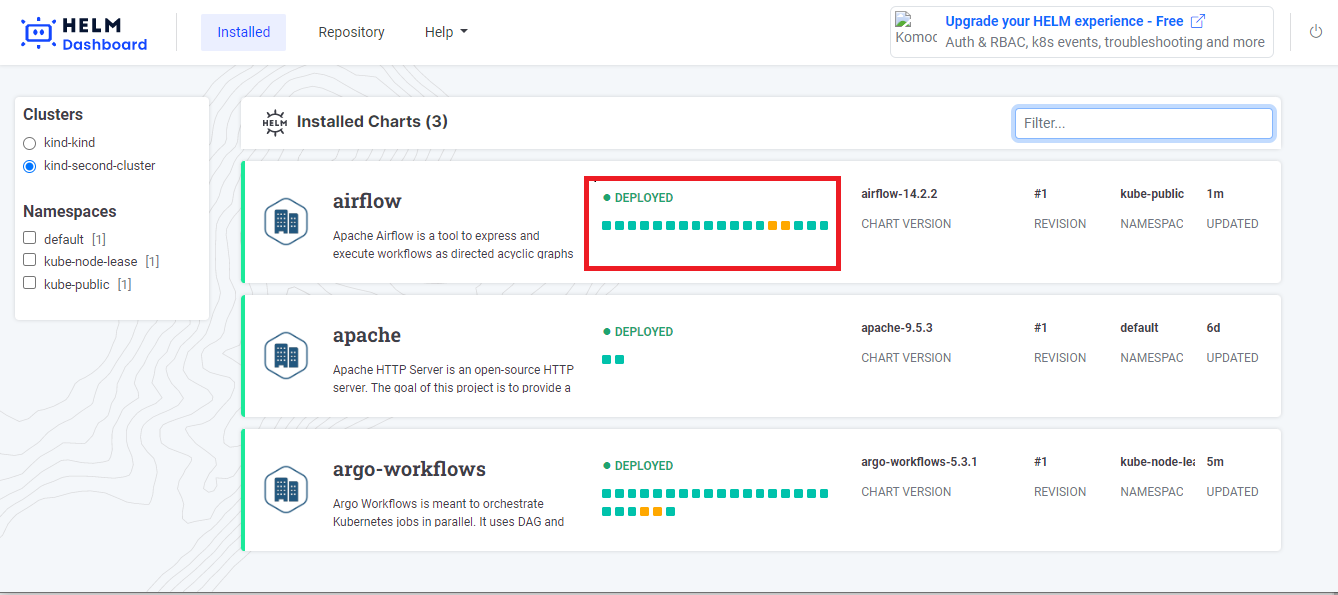 HELM
Dashboard
Installed
Repository
Help
Komod
Upgrade your HELM experience - Free
Auth & RBAC, k8s events, troubleshooting and more
Clusters
kind-kind
kind-second-cluster
Namespaces
default [1]
kube-node-lease [1]
kube-public [1]
HELM
Installed Charts (3)
Filter...
airflow
Apache Airflow is a tool to express and
execute workflows as directed acyclic graphs
DEPLOYED
airflow-14.2.2
CHART VERSION
#1
REVISION
kube-public
NAMESPAC
1m
UPDATED
apache
Apache HTTP Server is an open-source HTTP
server. The goal of this project is to provide a
DEPLOYED
apache-9.5.3
CHART VERSION
#1
REVISION
default
NAMESPAC
6d
UPDATED
argo-workflows
Argo Workflows is meant to orchestrate
Kubernetes jobs in parallel. It uses DAG and
DEPLOYED
argo-workflows-5.3.1
CHART VERSION
#1
REVISION
kube-node-lea
NAMESPAC
5m
UPDATED